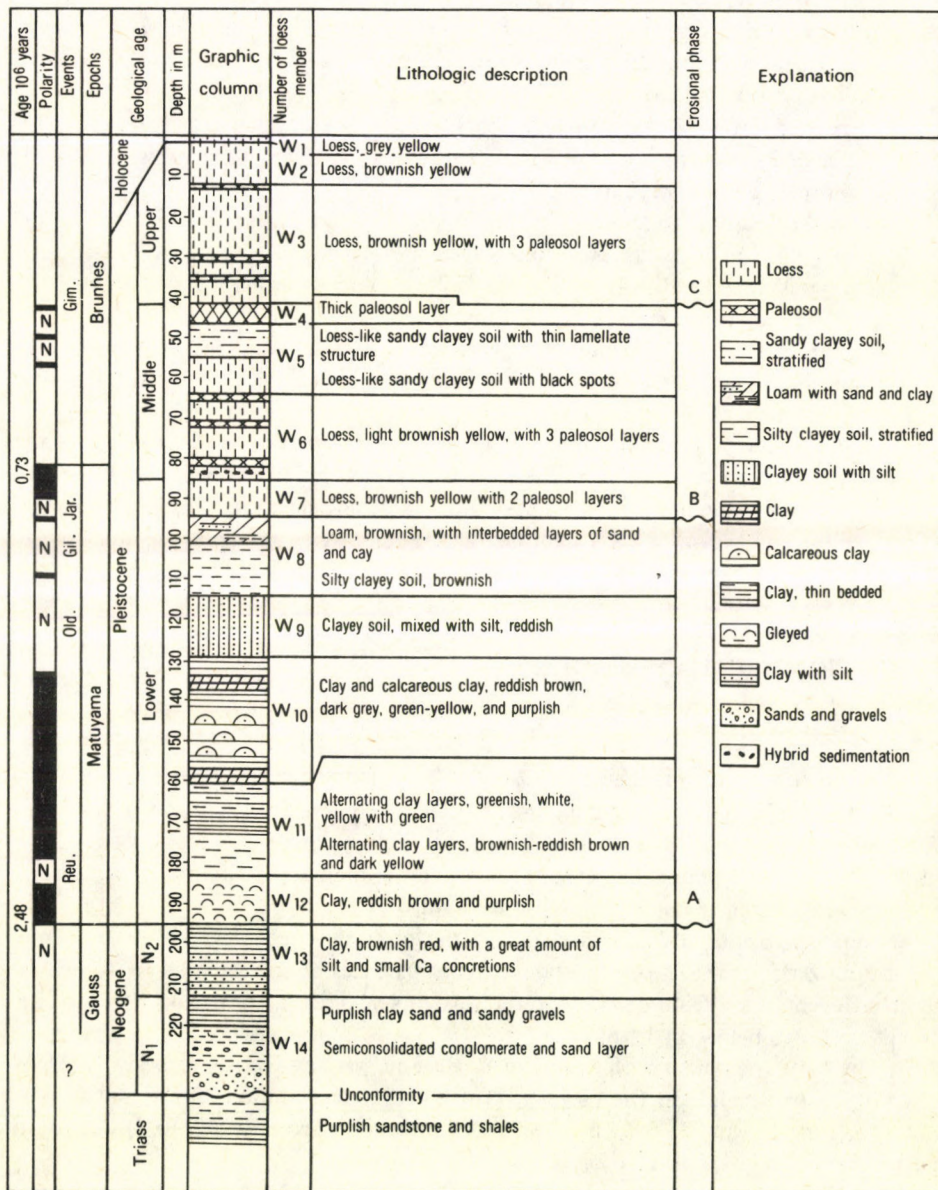 Age 10⁶ years
Polarity
Events
Epochs
Geological age
Depth in m
Graphic
column
Number of loess
member
Lithologic description
Erosional phase
Explanation
0,73
2,48
N
N
N
N
N
N
N
Gim.
Jar.
Gil.
Old.
Reu.
?
Brunhes
Matuyama
Gauss
Holocene
Pleistocene
Neogene
Triass
Upper
Middle
Lower
N₂
N₁
10
20
30
40
50
60
70
80
90
100
110
120
130
140
150
160
170
180
190
200
210
220
W₁ Loess, grey yellow
W₂ Loess, brownish yellow
W₃ Loess, brownish yellow, with 3 paleosol layers
W₄ Thick paleosol layer
W₅ Loess-like sandy clayey soil with thin lamellate
structure
Loess-like sandy clayey soil with black spots
W₆ Loess, light brownish yellow, with 3 paleosol layers
W₇ Loess, brownish yellow with 2 paleosol layers
W₈ Loam, brownish, with interbedded layers of sand
and cay
Silty clayey soil, brownish
W₉ Clayey soil, mixed with silt, reddish
W₁₀ Clay and calcareous clay, reddish brown,
dark grey, green-yellow, and purplish
W₁₁ Alternating clay layers, greenish, white,
yellow with green
Alternating clay layers, brownish-reddish brown
and dark yellow
W₁₂ Clay, reddish brown and purplish
W₁₃ Clay, brownish red, with a great amount of
silt and small Ca concretions
W₁₄ Purplish clay sand and sandy gravels
Semiconsolidated conglomerate and sand layer
Unconformity
Purplish sandstone and shales
C
B
A
Loess
Paleosol
Sandy clayey soil,
stratified
Loam with sand and clay
Silty clayey soil, stratified
Clayey soil with silt
Clay
Calcareous clay
Clay, thin bedded
Gleyed
Clay with silt
Sands and gravels
Hybrid sedimentation